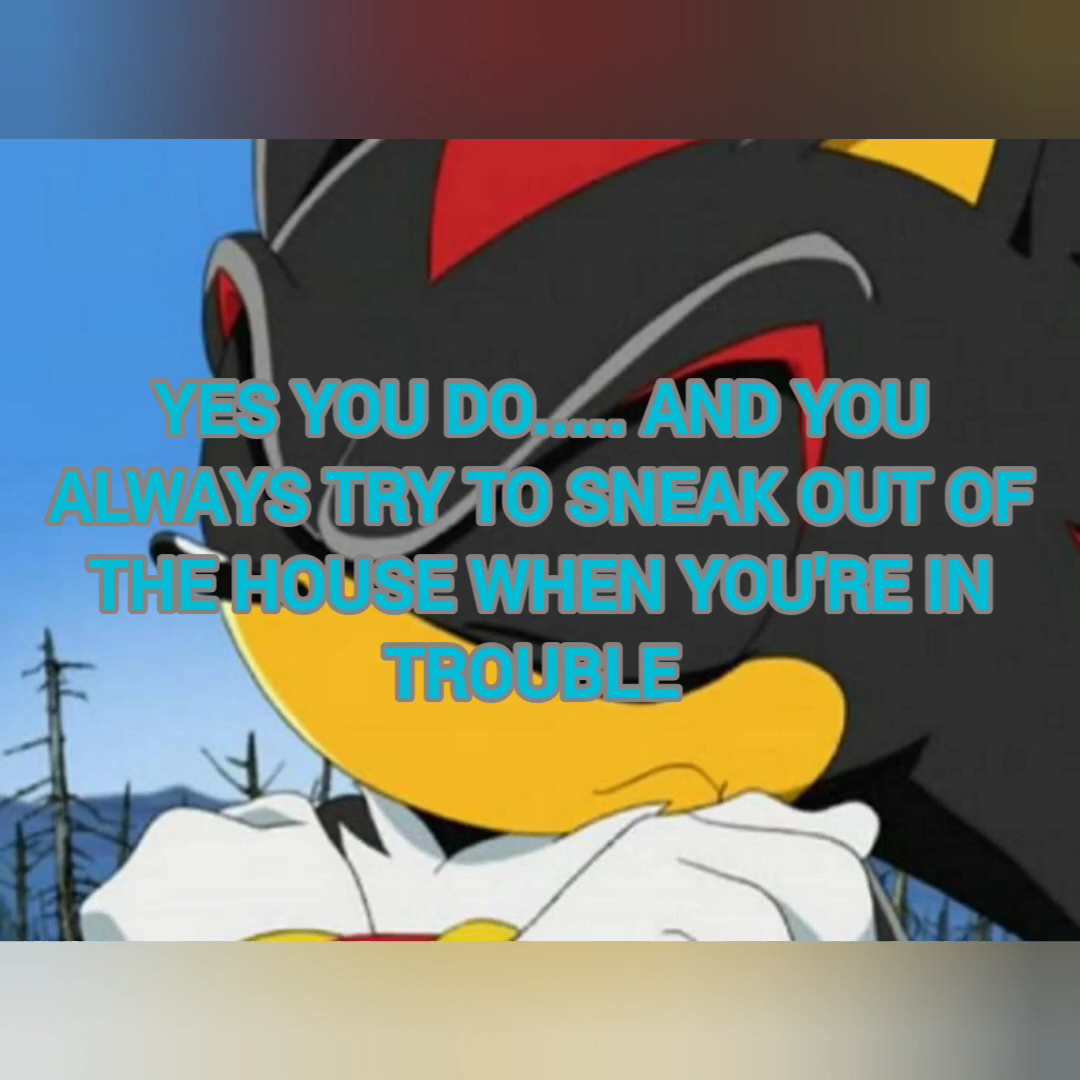 YES YOU DO..... AND YOU
ALWAYS TRY TO SNEAK OUT OF
THE HOUSE WHEN YOU'RE IN
TROUBLE